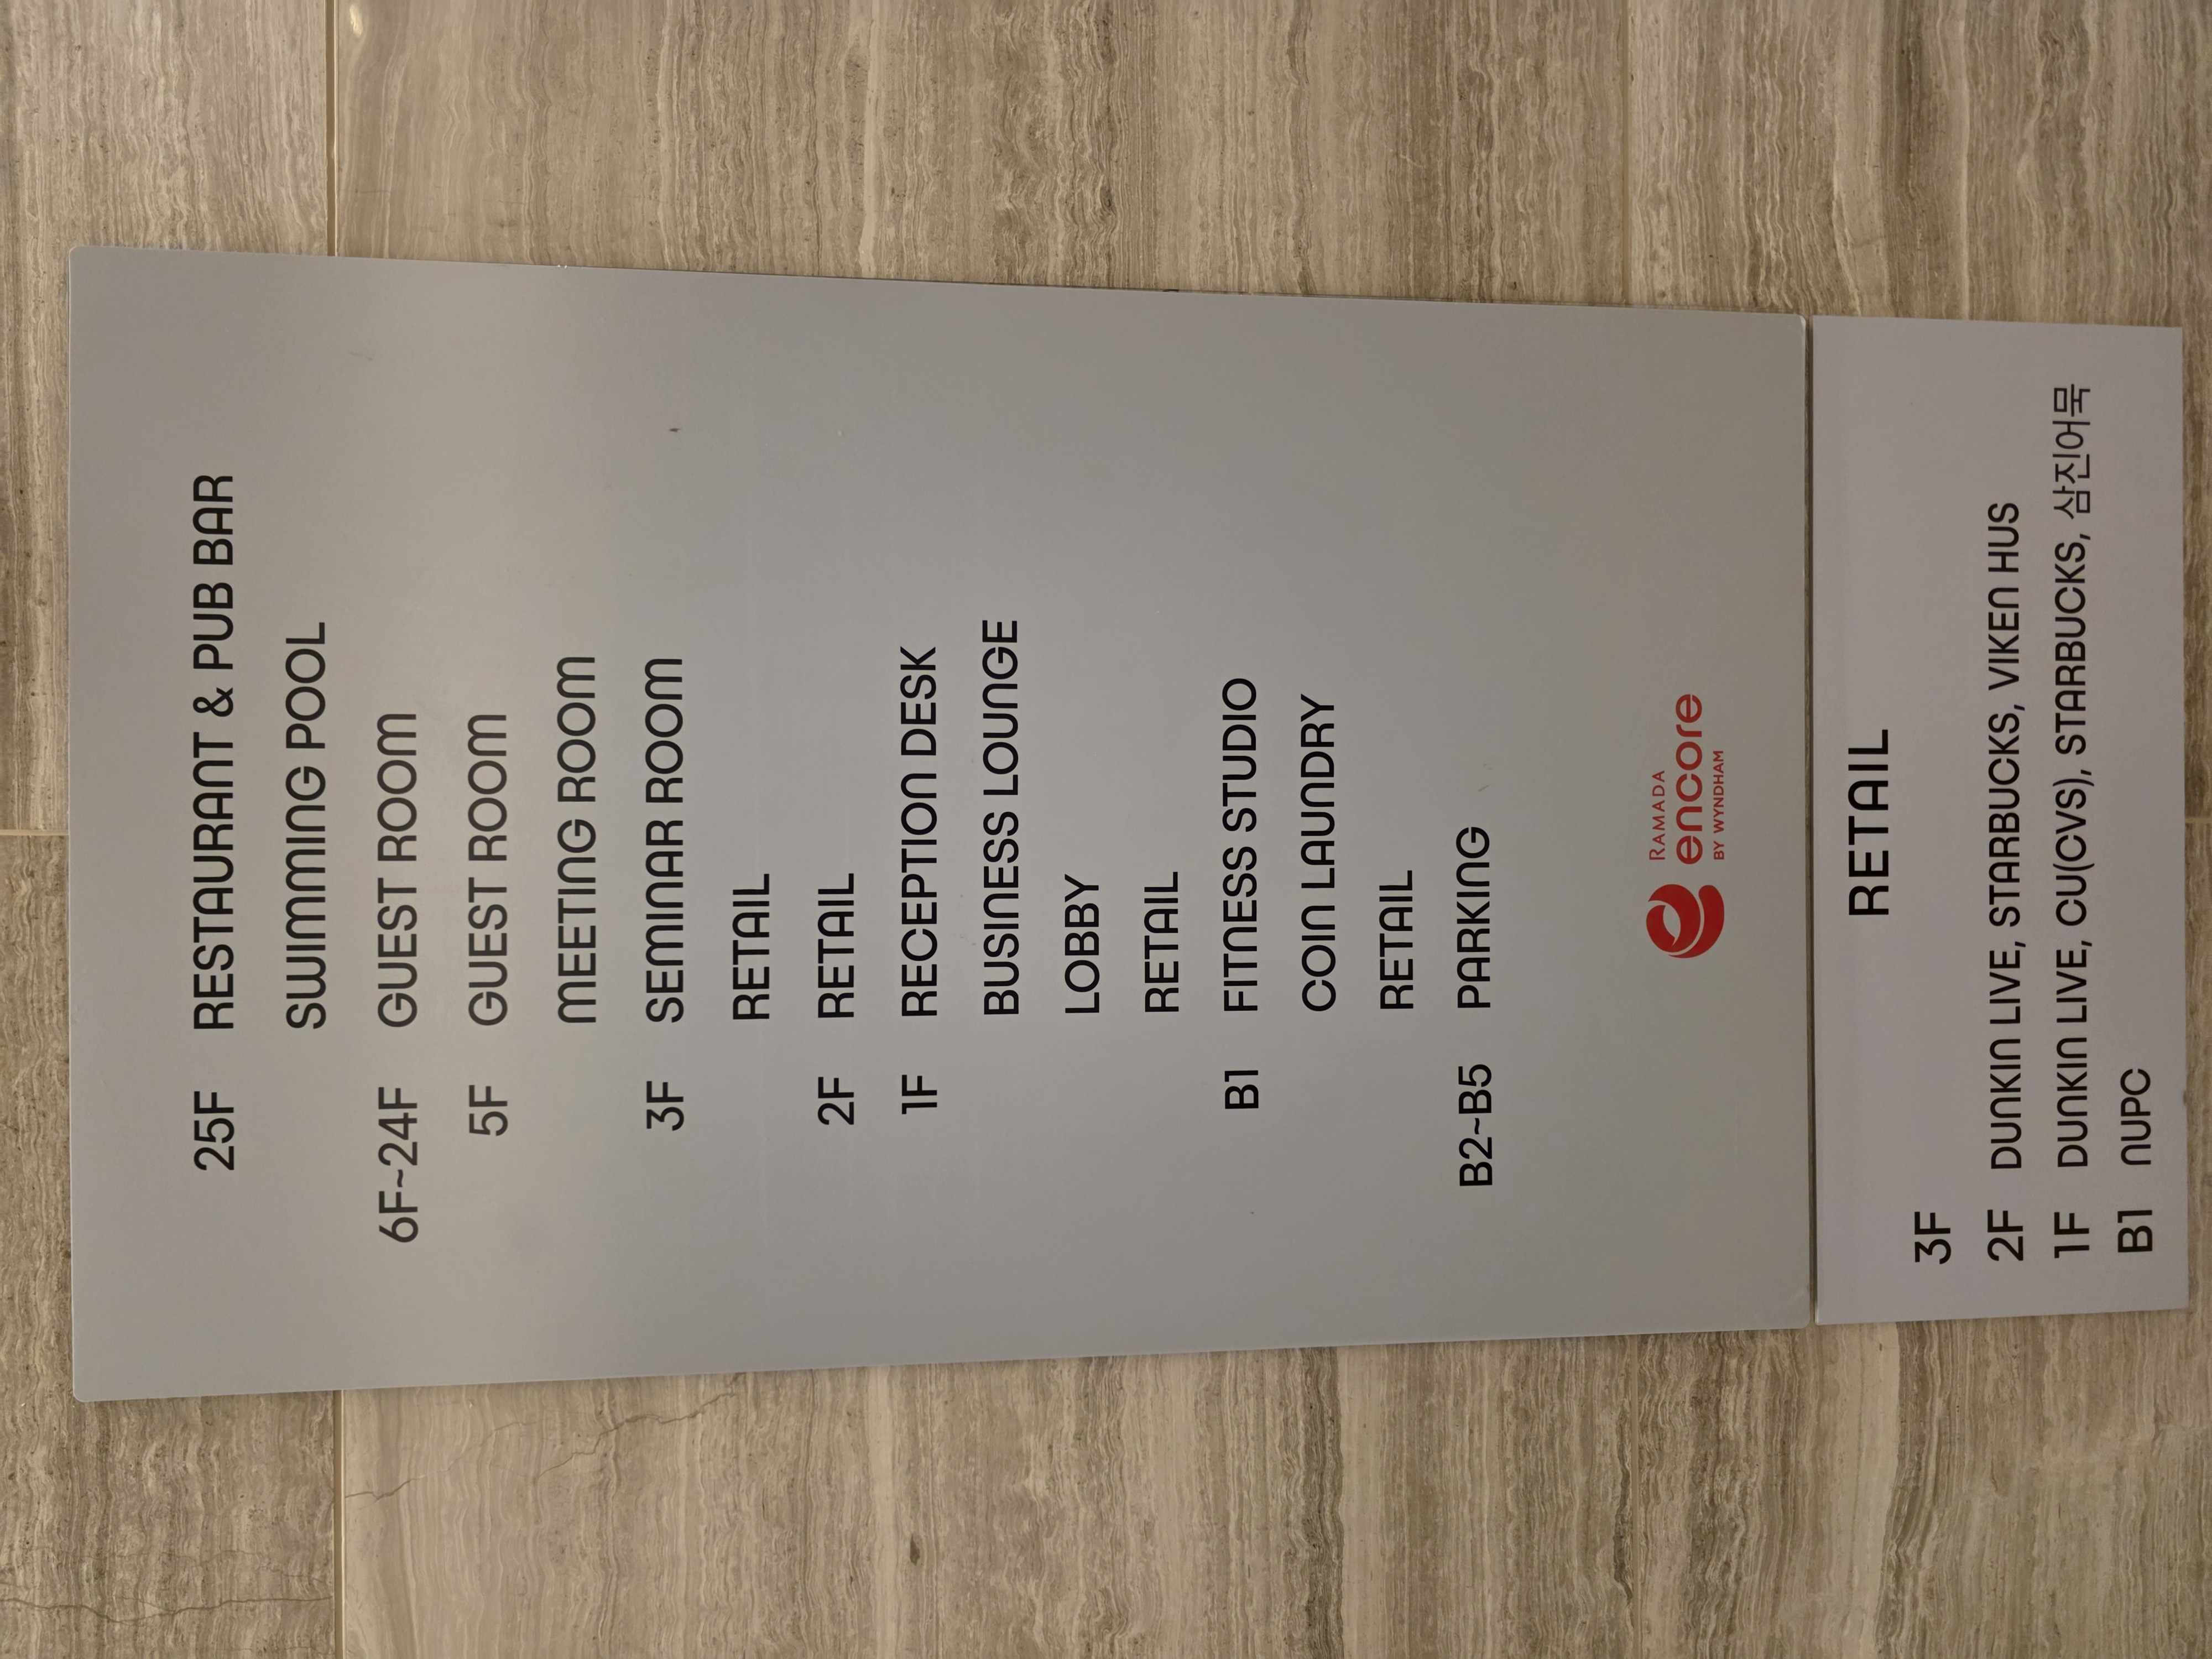 25F RESTAURANT & PUB BAR
SWIMMING POOL
6F~24F GUEST ROOM
5F GUEST ROOM
MEETING ROOM
3F SEMINAR ROOM
RETAIL
2F RETAIL
1F RECEPTION DESK
BUSINESS LOUNGE
LOBBY
RETAIL
B1 FITNESS STUDIO
COIN LAUNDRY
RETAIL
B2~B5 PARKING
RAMADA
encore
BY WYNDHAM
RETAIL
3F
2F DUNKIN LIVE, STARBUCKS, VIKEN HUS
1F DUNKIN LIVE, CU(CVS), STARBUCKS, 삼진어묵
B1 NUPC